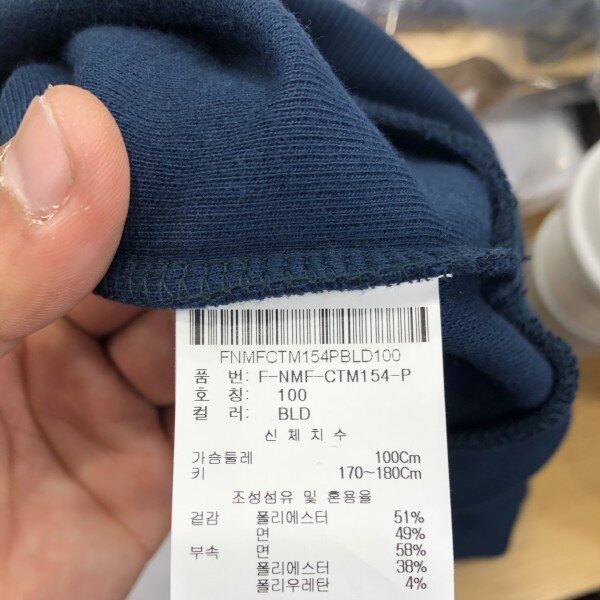 FNMFCTM154PBLD100
품 번: F-NMF-CTM154-P
호 칭: 100
컬 러: BLD
신 체 치 수
가슴둘레 100Cm
키 170~180Cm
조성섬유 및 혼용율
겉감 폴리에스터 51%
면 49%
부속 면 58%
폴리에스터 38%
폴리우레탄 4%